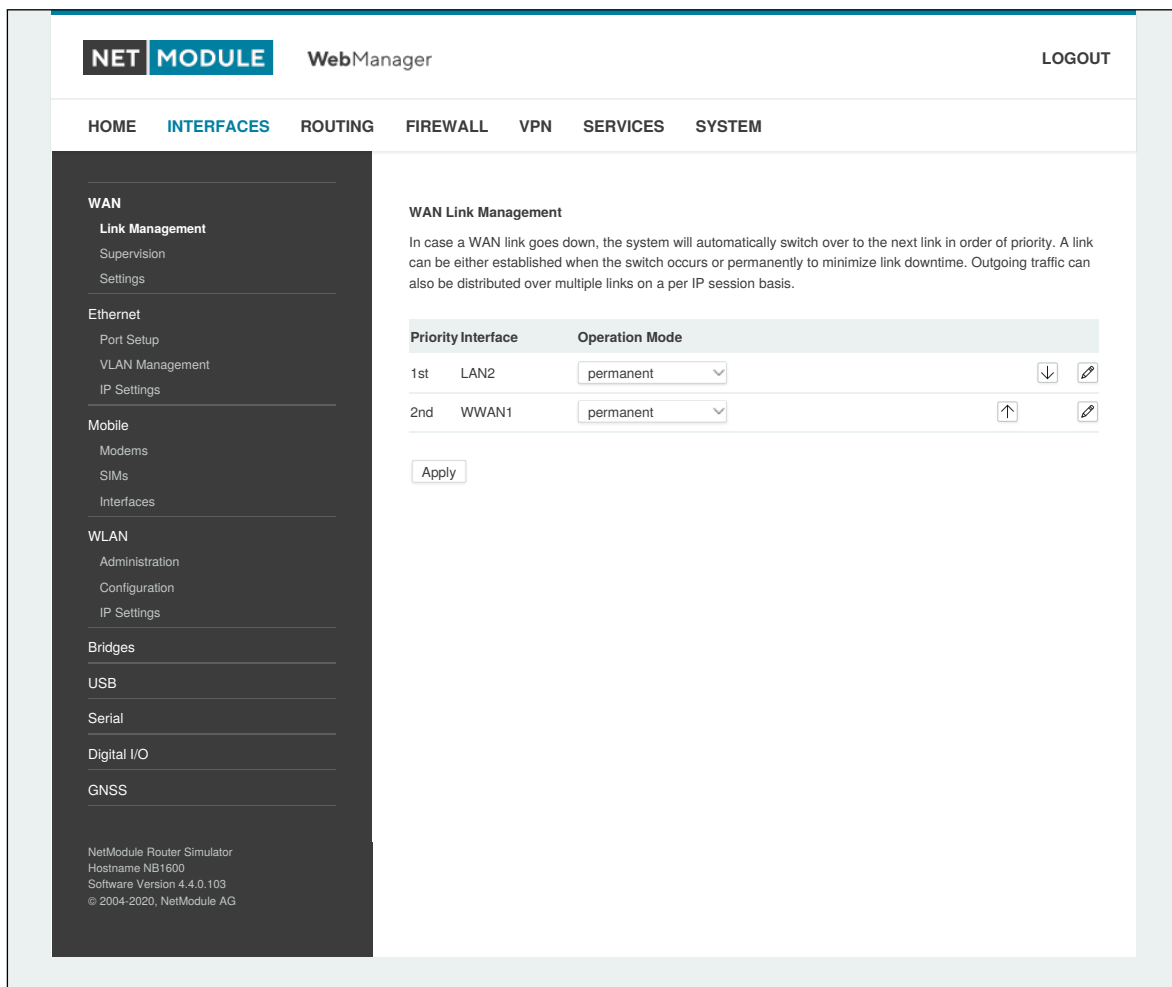 NET MODULE WebManager LOGOUT
HOME INTERFACES ROUTING FIREWALL VPN SERVICES SYSTEM
WAN
Link Management
Supervision
Settings
Ethernet
Port Setup
VLAN Management
IP Settings
Mobile
Modems
SIMs
Interfaces
WLAN
Administration
Configuration
IP Settings
Bridges
USB
Serial
Digital I/O
GNSS
NetModule Router Simulator
Hostname NB1600
Software Version 4.4.0.103
© 2004-2020, NetModule AG
WAN Link Management
In case a WAN link goes down, the system will automatically switch over to the next link in order of priority. A link
can be either established when the switch occurs or permanently to minimize link downtime. Outgoing traffic can
also be distributed over multiple links on a per IP session basis.
Priority Interface Operation Mode
1st LAN2 permanent
2nd WWAN1 permanent
Apply